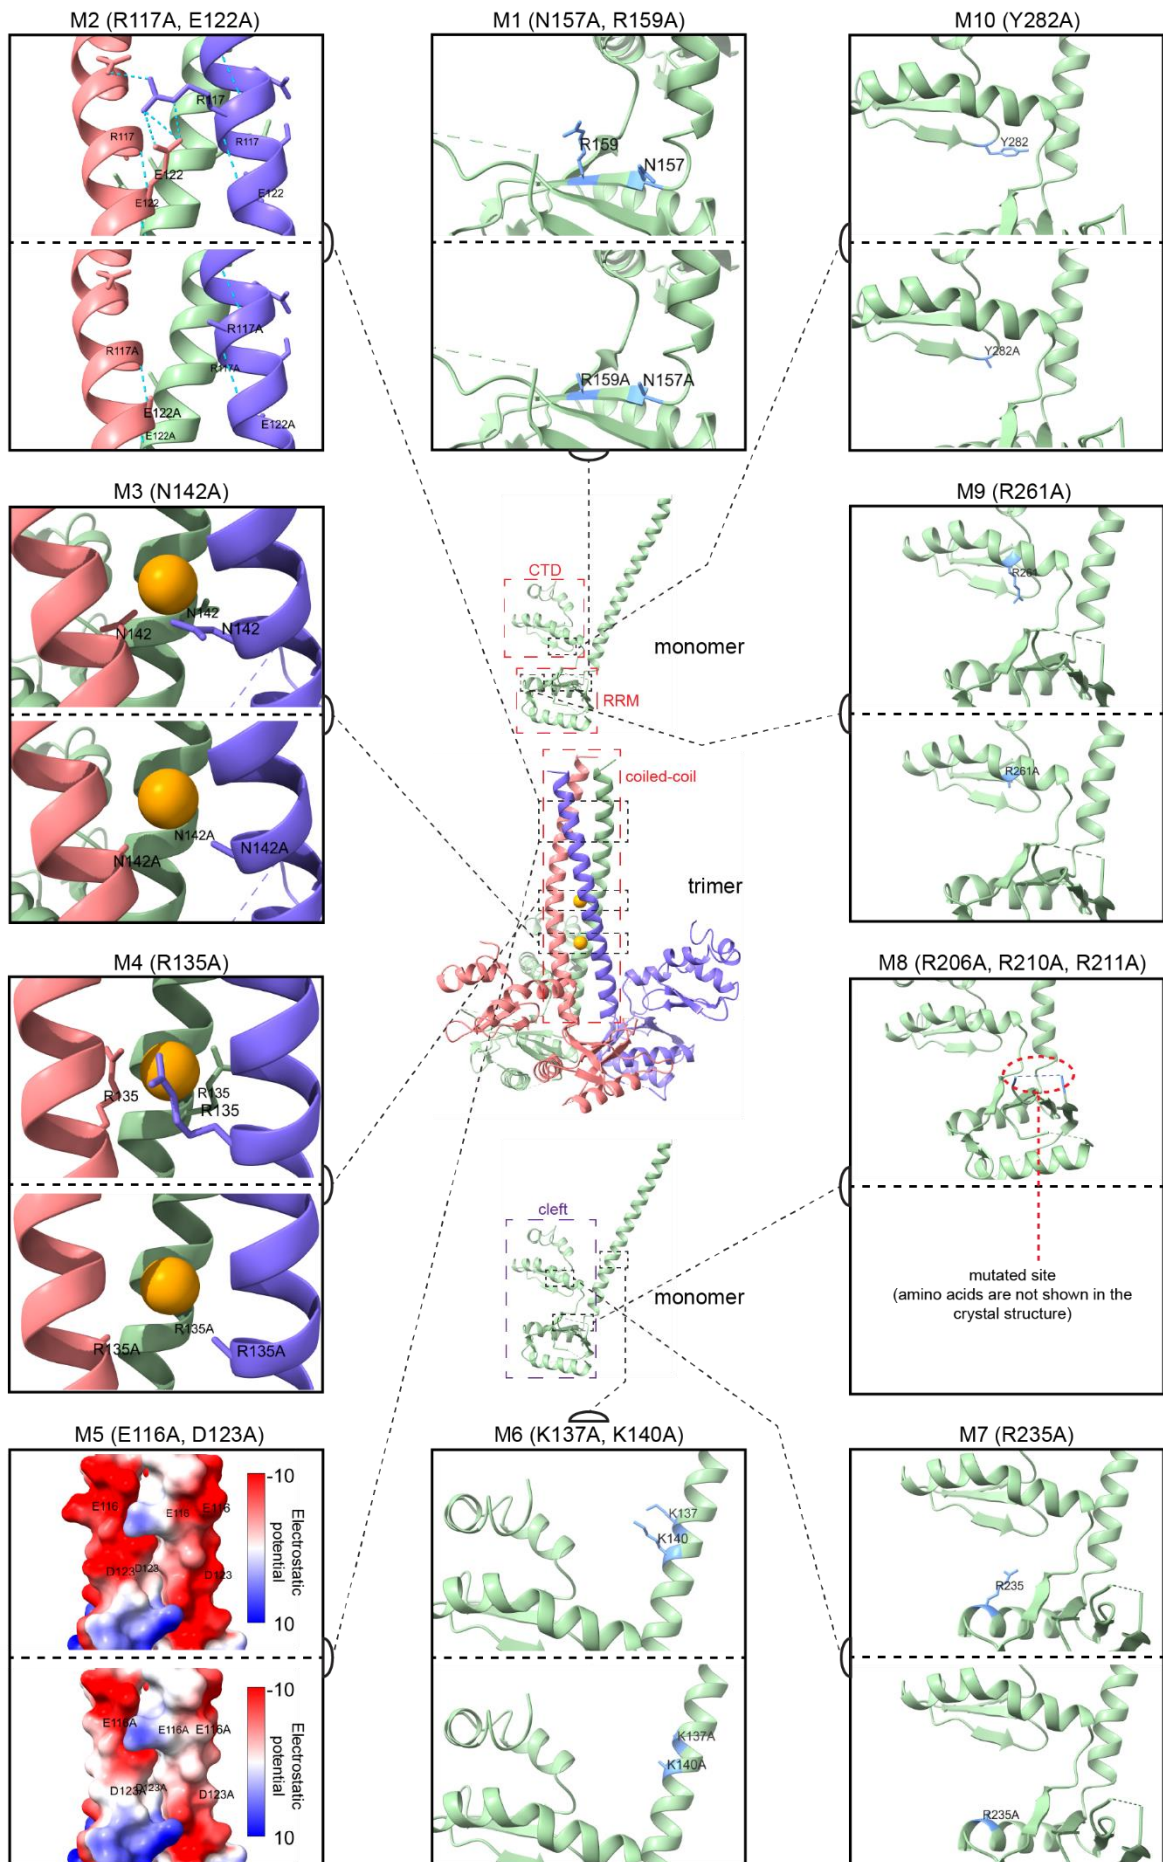 M2 (R117A, E122A)
R117
R117
R117
E122
E122
E122
R117A
R117A
R117A
E122A
E122A
E122A
M1 (N157A, R159A)
R159
N157
R159A
N157A
M10 (Y282A)
Y282
Y282A
M3 (N142A)
N142
N142
N142
N142A
N142A
N142A
CTD
monomer
RRM
coiled-coil
trimer
M9 (R261A)
R261
R261A
M4 (R135A)
R135
R135
R135
R135A
R135A
R135A
cleft
monomer
M8 (R206A, R210A, R211A)
mutated site
(amino acids are not shown in the
crystal structure)
M5 (E116A, D123A)
E116
E116
E116
D123
D123
D123
-10
Electrostatic
potential
10
E116A
E116A
E116A
D123A
D123A
D123A
-10
Electrostatic
potential
10
M6 (K137A, K140A)
K137
K140
K137A
K140A
M7 (R235A)
R235
R235A